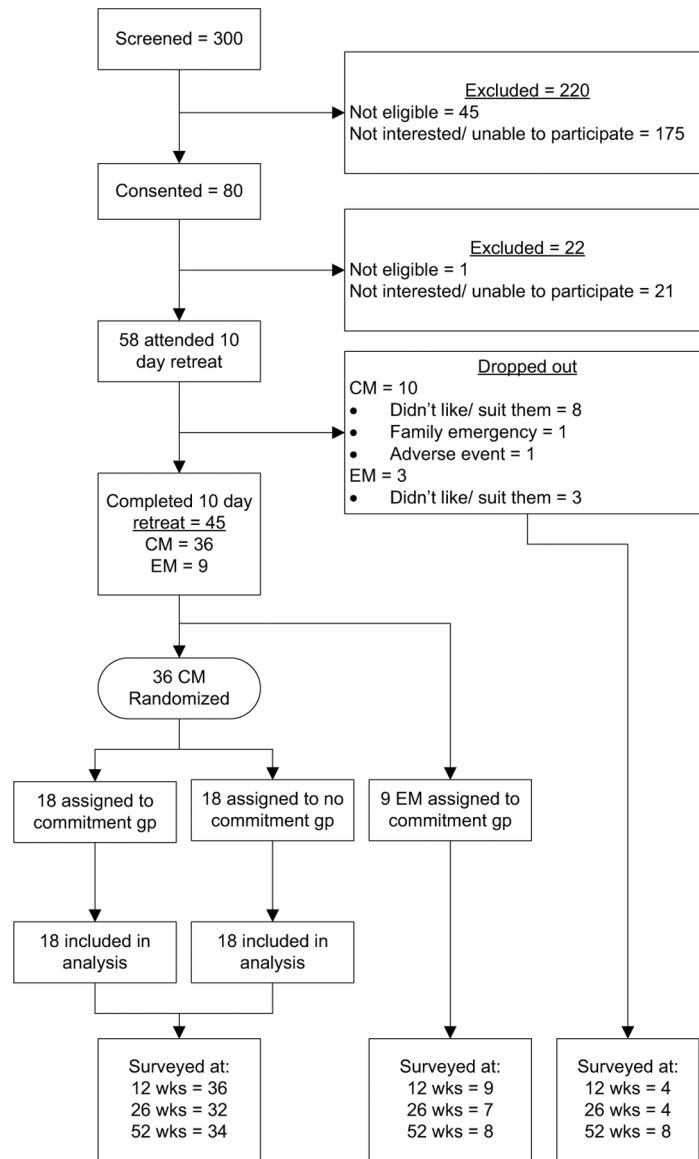 Screened = 300
Excluded = 220
Not eligible = 45
Not interested/ unable to participate = 175
Consented = 80
Excluded = 22
Not eligible = 1
Not interested/ unable to participate = 21
58 attended 10
day retreat
Dropped out
CM = 10
• Didn't like/ suit them = 8
• Family emergency = 1
• Adverse event = 1
EM = 3
• Didn't like/ suit them = 3
Completed 10 day
retreat = 45
CM = 36
EM = 9
36 CM
Randomized
18 assigned to
commitment gp
18 assigned to no
commitment gp
9 EM assigned to
commitment gp
18 included in
analysis
18 included in
analysis
Surveyed at:
12 wks = 36
26 wks = 32
52 wks = 34
Surveyed at:
12 wks = 9
26 wks = 7
52 wks = 8
Surveyed at:
12 wks = 4
26 wks = 4
52 wks = 8